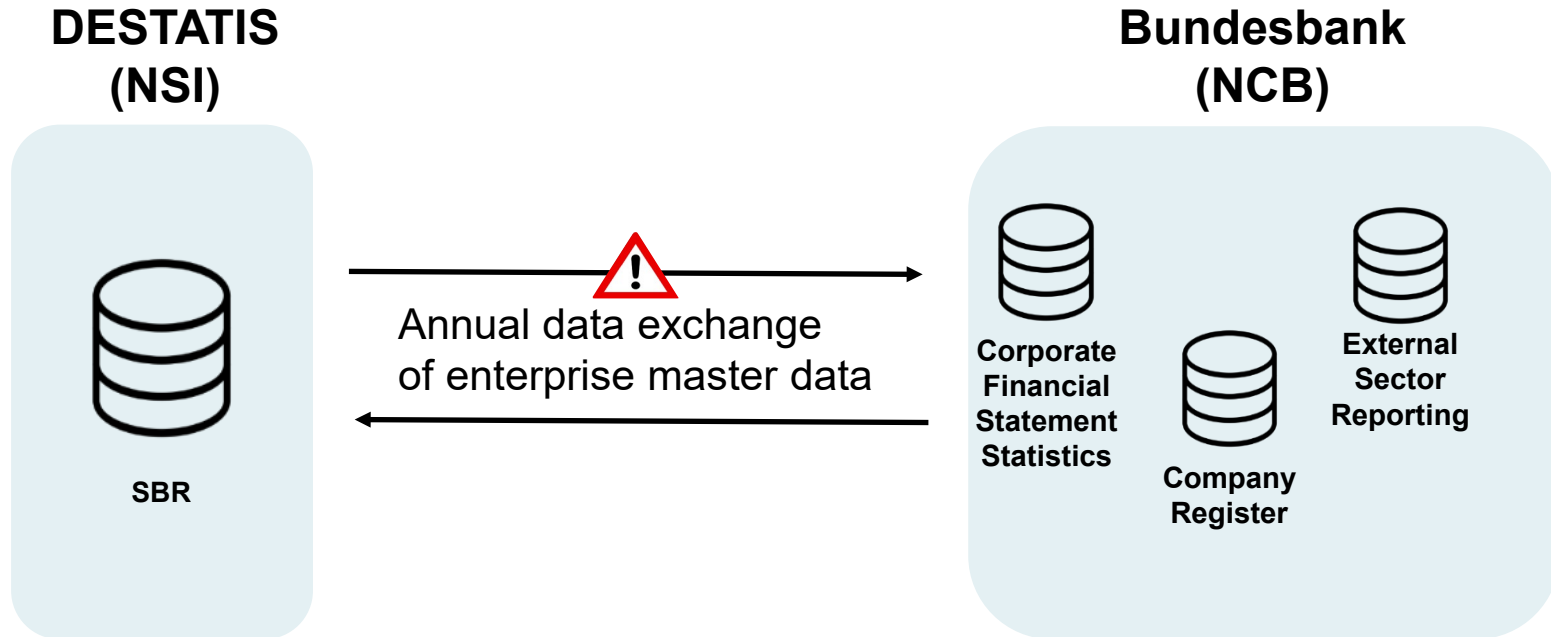 DESTATIS
(NSI)
Bundesbank
(NCB)
SBR
!
Annual data exchange
of enterprise master data
Corporate
Financial
Statement
Statistics
Company
Register
External
Sector
Reporting